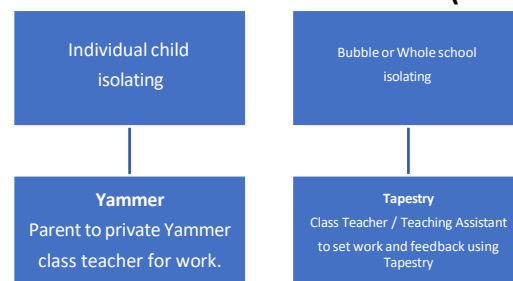 Individual child
isolating
Bubble or Whole school
isolating
Yammer
Parent to private Yammer
class teacher for work.
Tapestry
Class Teacher / Teaching Assistant
to set work and feedback using
Tapestry